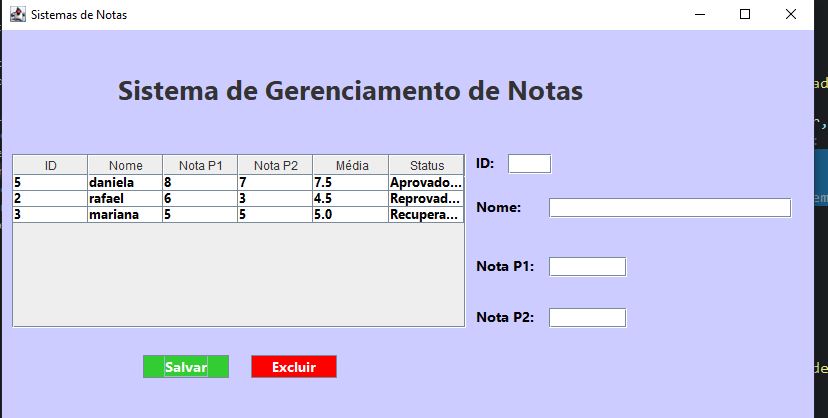 Sistemas de Notas
Sistema de Gerenciamento de Notas
ID Nome Nota P1 Nota P2 Média Status
5 daniela 8 7 7.5 Aprovado...
2 rafael 6 3 4.5 Reprovad...
3 mariana 5 5 5.0 Recupera...
ID:
Nome:
Nota P1:
Nota P2:
Salvar Excluir